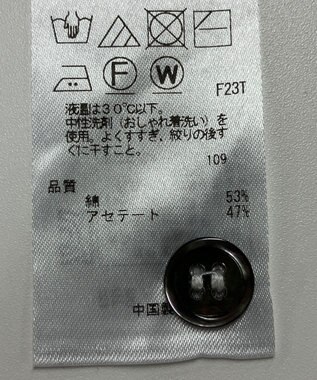 F W F23T
液温は30℃以下。
中性洗剤(おしゃれ着洗い)を
使用。よくすすぎ、絞りの後す
ぐに干すこと。
109
品質
綿 53%
アセテート 47%
中国製